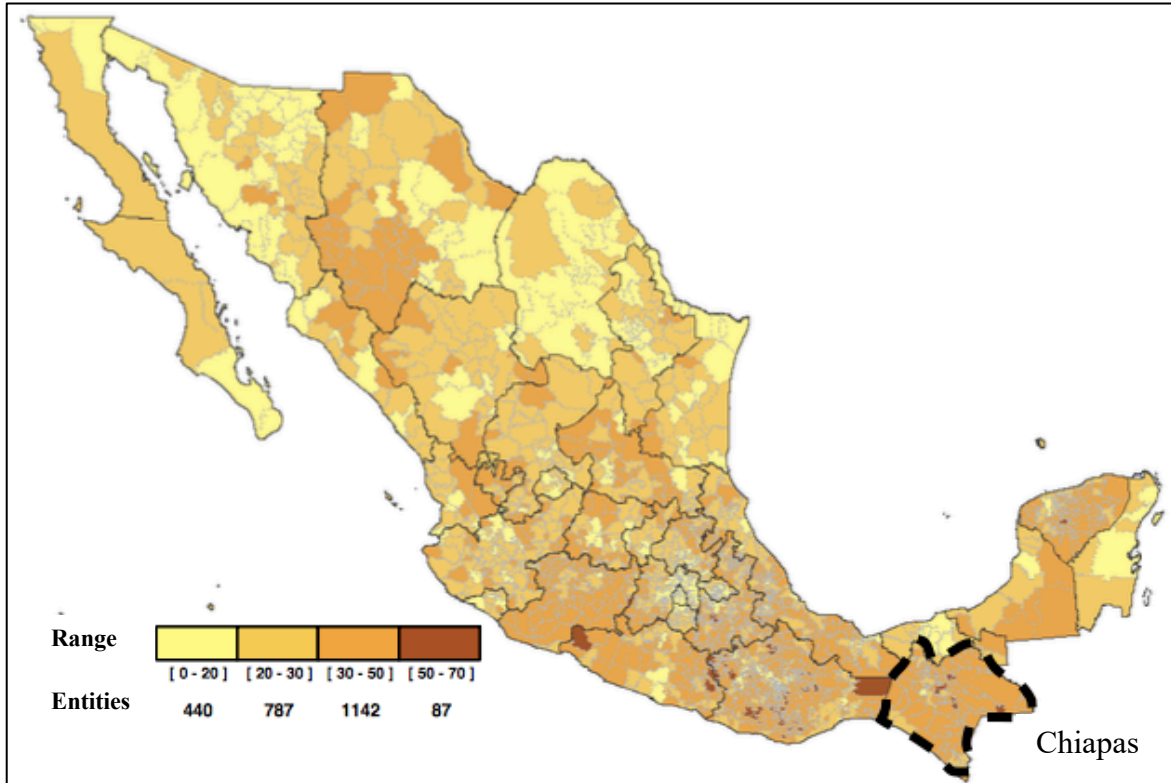 Range
[ 0 - 20 ] [ 20 - 30 ] [ 30 - 50 ] [ 50 - 70 ]
Entities 440 787 1142 87
Chiapas